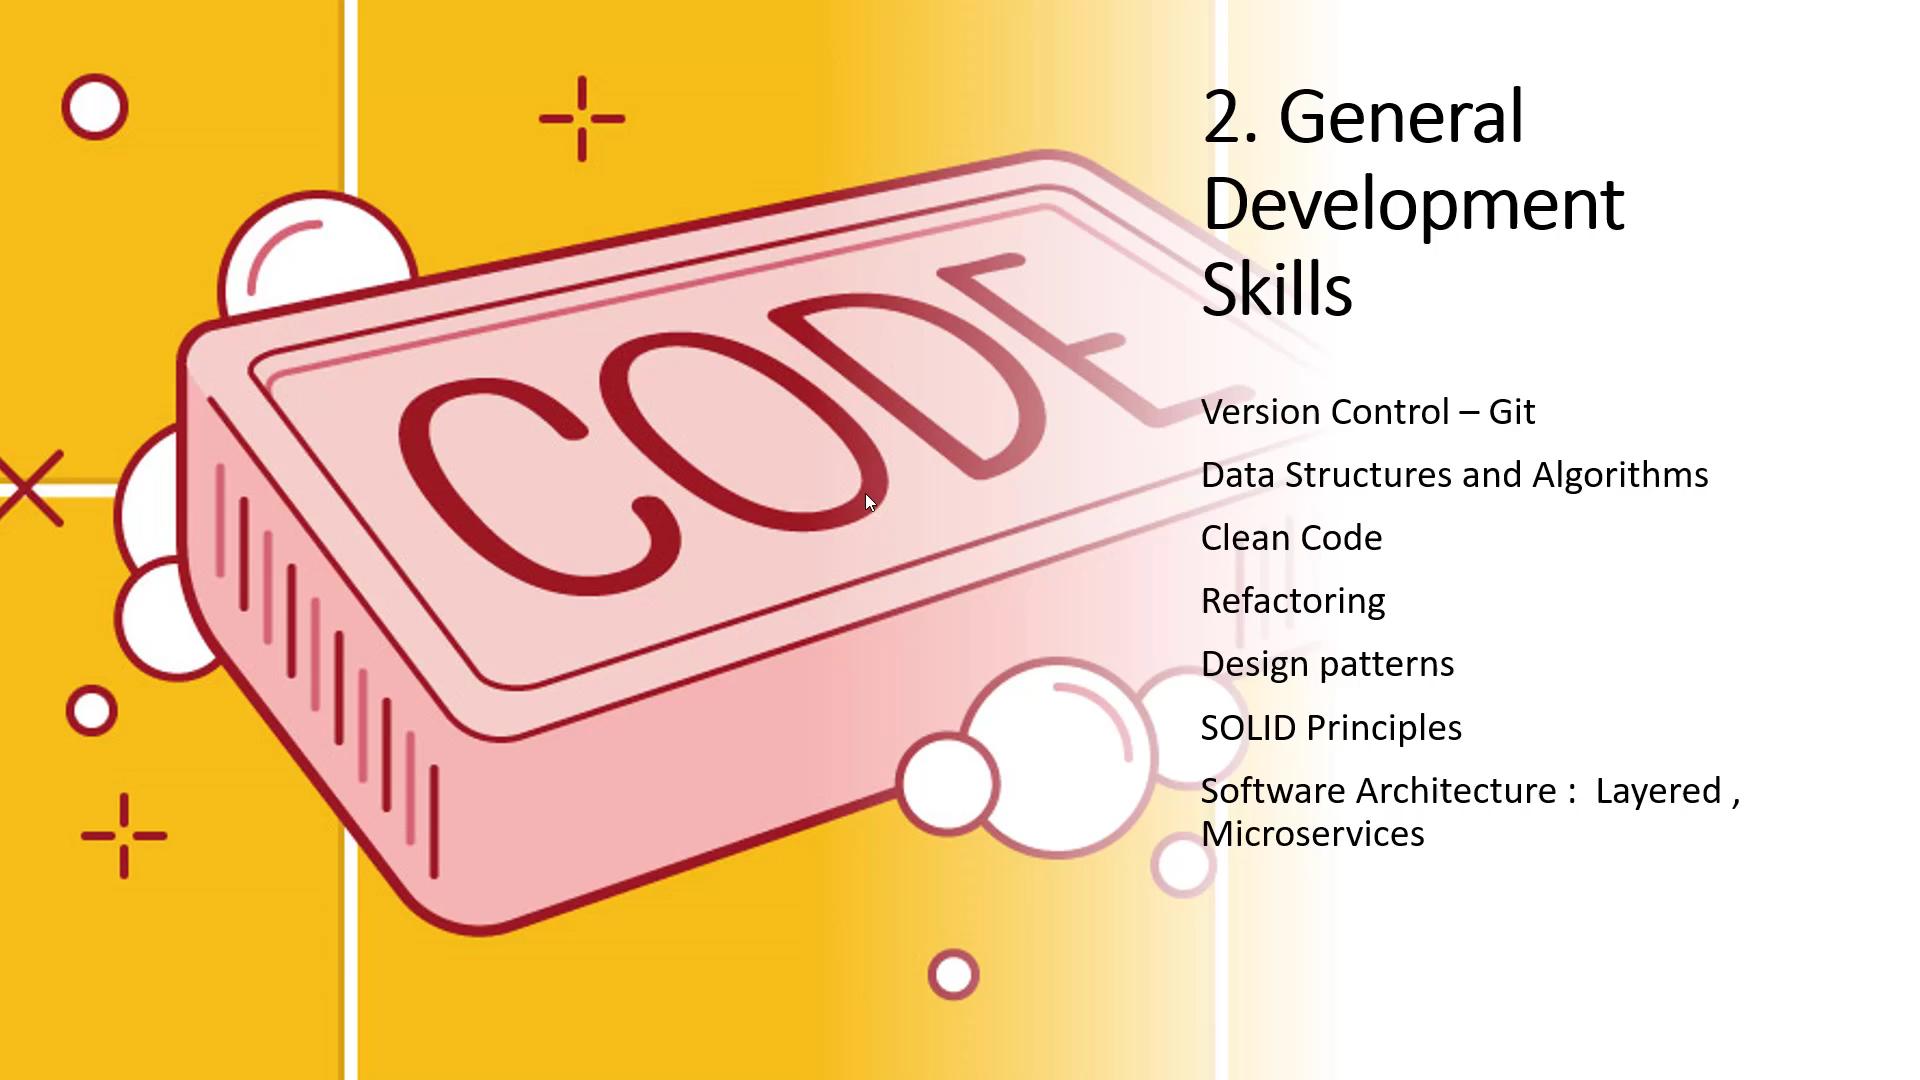 CODE
2. General
Development
Skills
Version Control – Git
Data Structures and Algorithms
Clean Code
Refactoring
Design patterns
SOLID Principles
Software Architecture :  Layered ,
Microservices